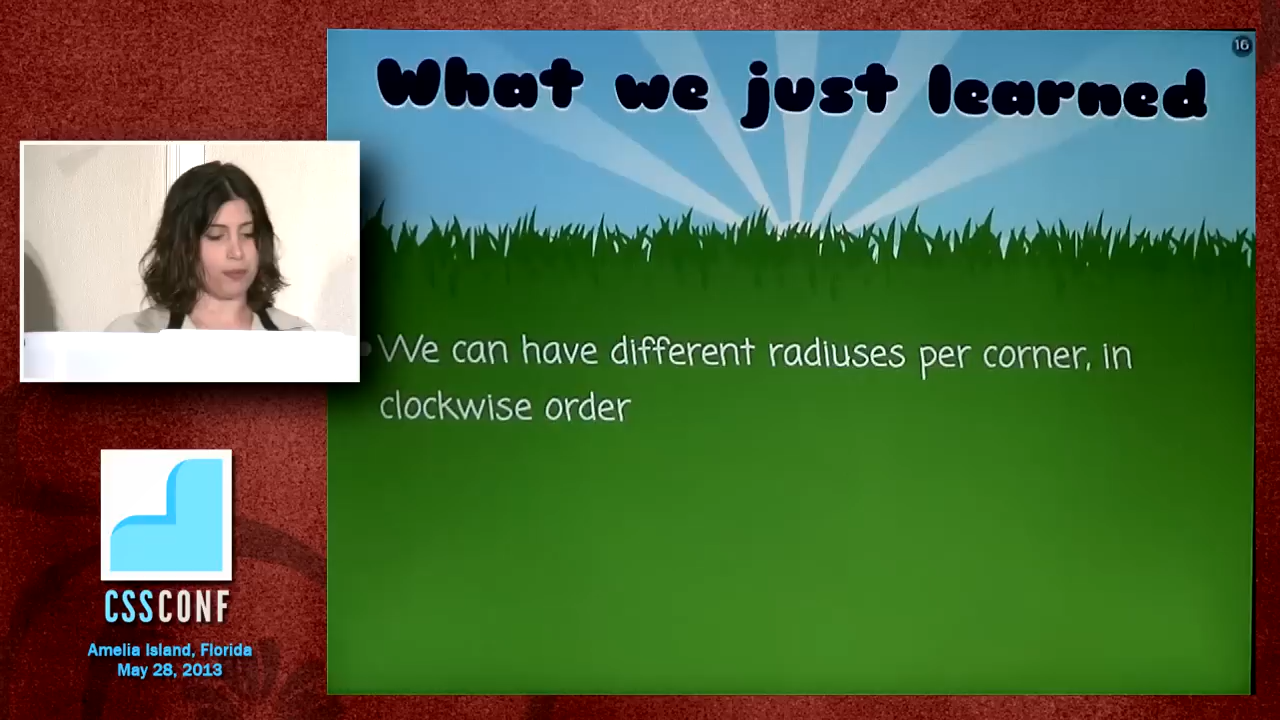 16
What we just learned
We can have different radiuses per corner, in
clockwise order
CSSCONF
Amelia Island, Florida
May 28, 2013